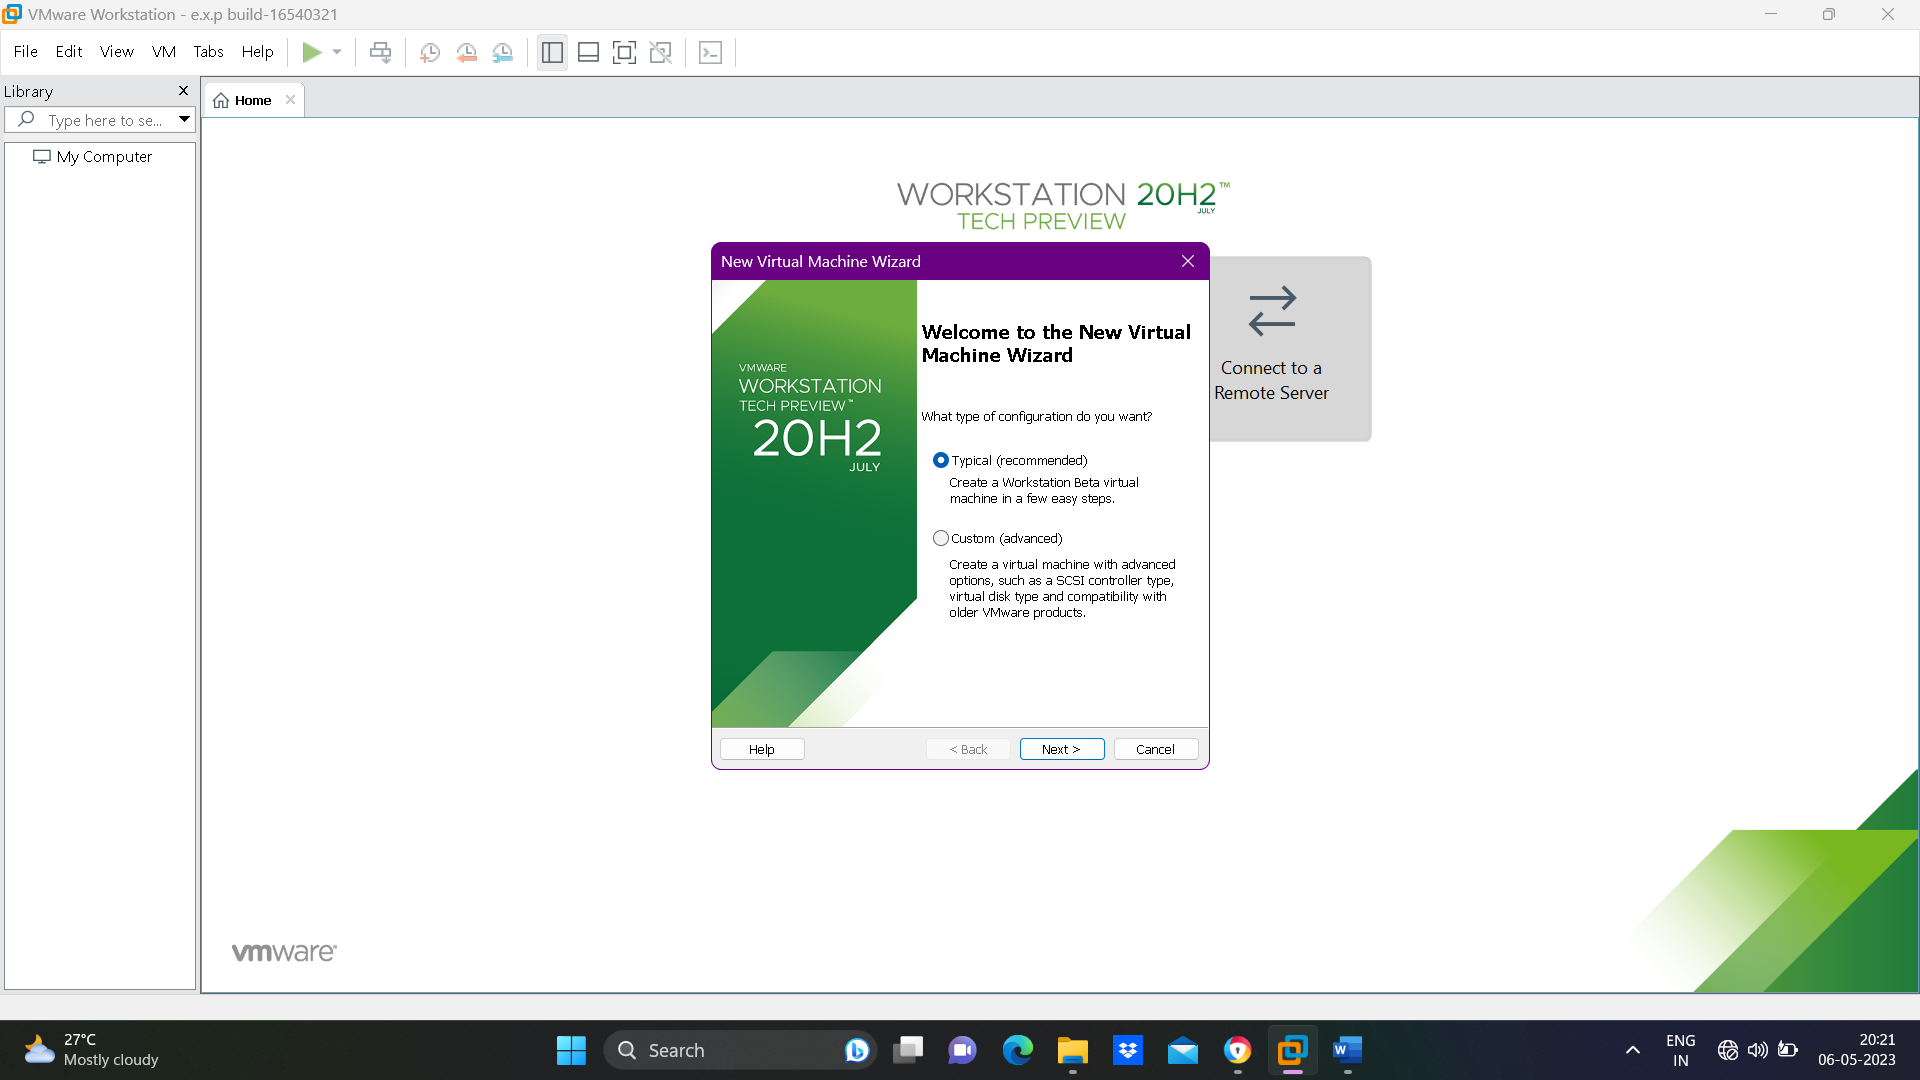 VMware Workstation - e.x.p build-16540321
File Edit View VM Tabs Help
Library
Type here to se...
My Computer
Home
WORKSTATION 20H2™
JULY
TECH PREVIEW
New Virtual Machine Wizard
VMWARE
WORKSTATION
TECH PREVIEW™
20H2
JULY
Welcome to the New Virtual
Machine Wizard
What type of configuration do you want?
Typical (recommended)
Create a Workstation Beta virtual
machine in a few easy steps.
Custom (advanced)
Create a virtual machine with advanced
options, such as a SCSI controller type,
virtual disk type and compatibility with
older VMware products.
Help < Back Next > Cancel
Connect to a
Remote Server
vmware®
27°C
Mostly cloudy
Search
ENG
IN
20:21
06-05-2023